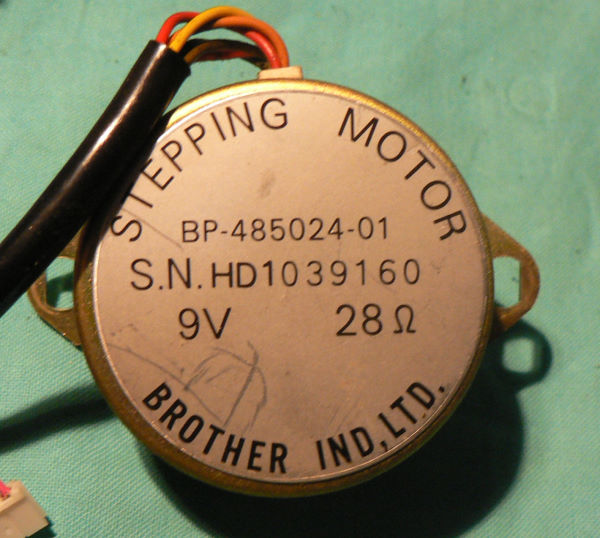 STEPPING MOTOR
BP-485024-01
S.N.HD1039160
9V 28Ω
BROTHER IND,LTD.